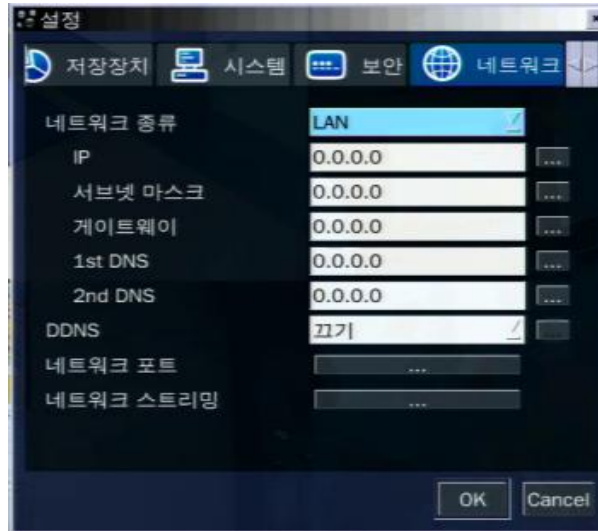 설정
저장장치 시스템 보안 네트워크
네트워크 종류 LAN
IP 0.0.0.0 ...
서브넷 마스크 0.0.0.0 ...
게이트웨이 0.0.0.0 ...
1st DNS 0.0.0.0 ...
2nd DNS 0.0.0.0 ...
DDNS 끄기
네트워크 포트 ...
네트워크 스트리밍 ...
OK Cancel